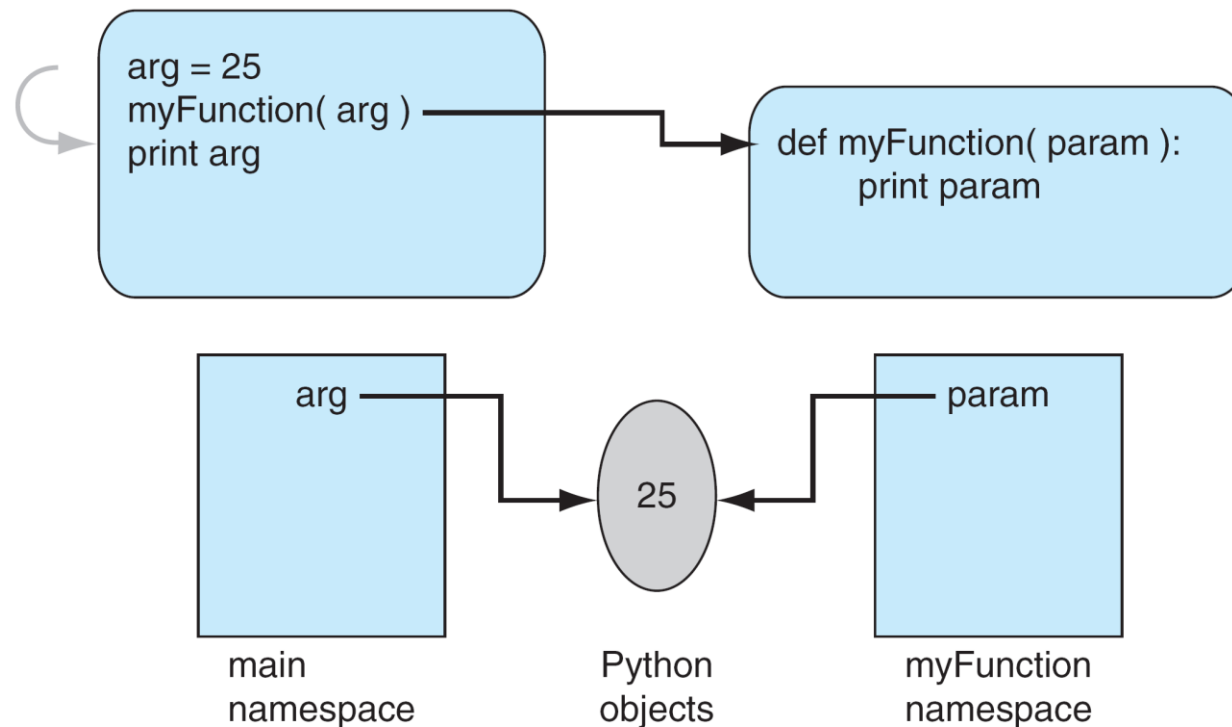 arg = 25
myFunction( arg )
print arg
def myFunction( param ):
print param
arg
25
param
main
namespace
Python
objects
myFunction
namespace